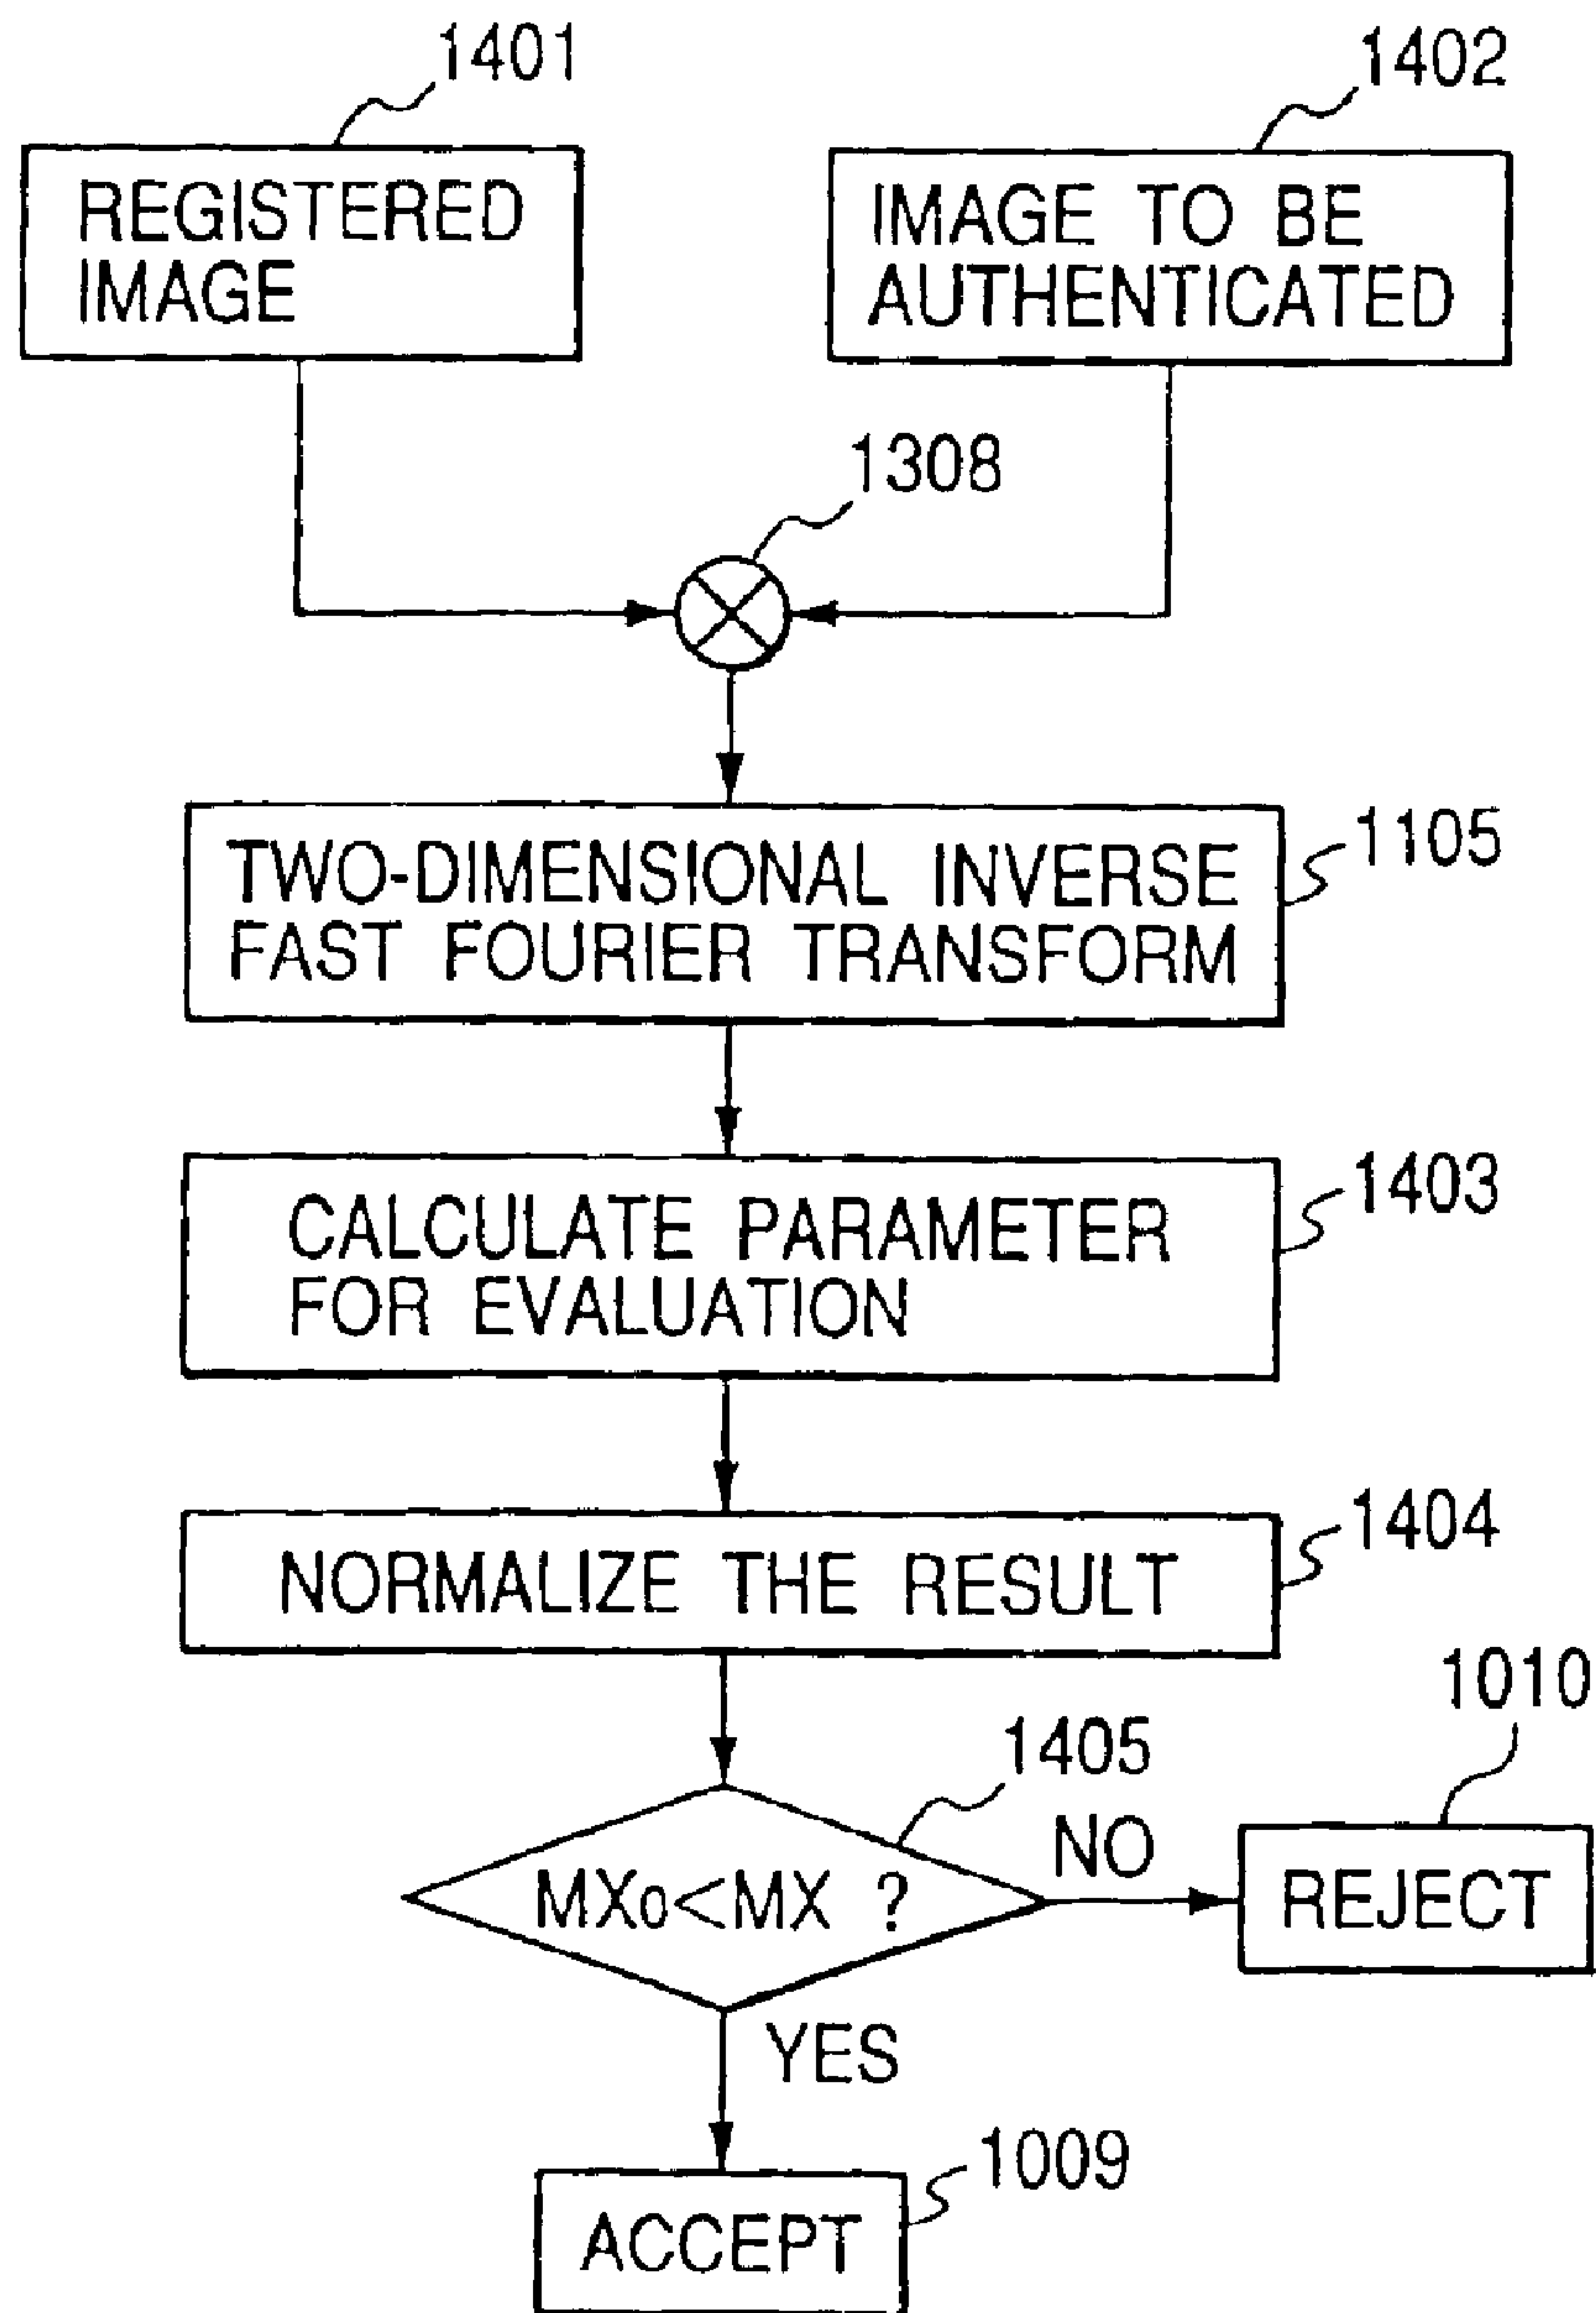 1401
1402
REGISTERED
IMAGE
IMAGE TO BE
AUTHENTICATED
1308
TWO-DIMENSIONAL INVERSE
FAST FOURIER TRANSFORM
1105
CALCULATE PARAMETER
FOR EVALUATION
1403
NORMALIZE THE RESULT
1404
1010
1405
NO
MX₀<MX ?
REJECT
YES
1009
ACCEPT